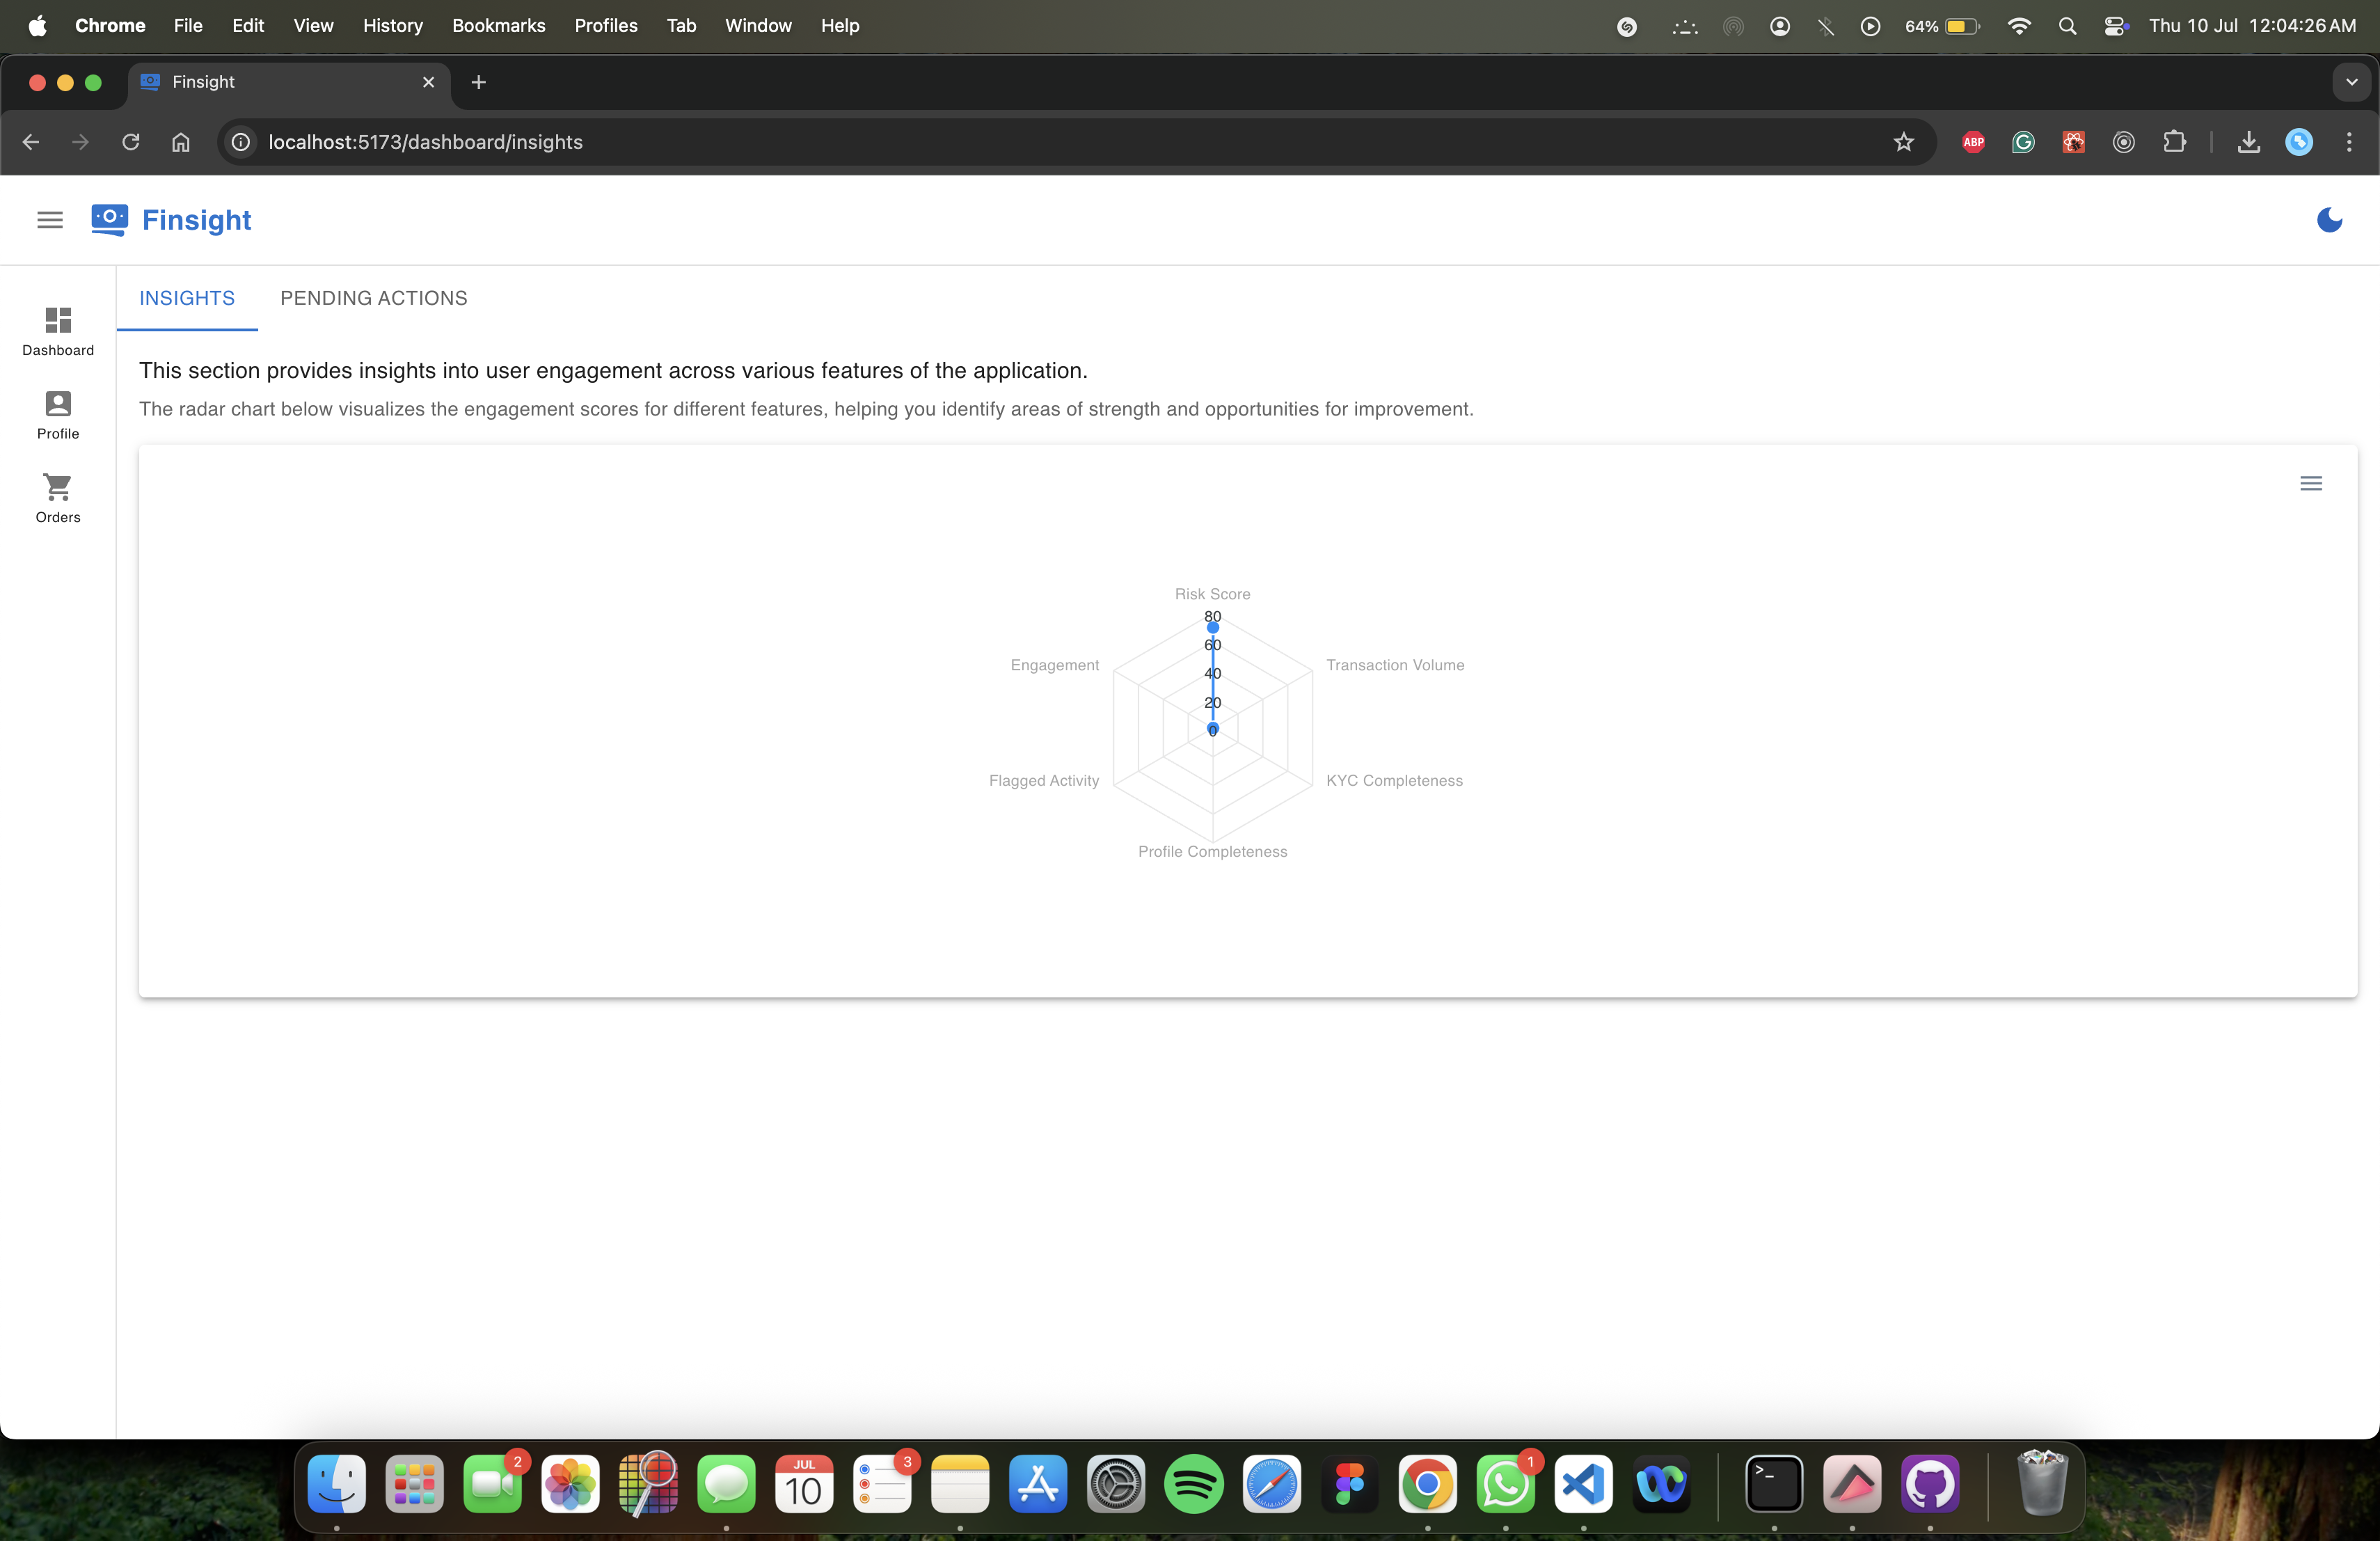 Chrome File Edit View History Bookmarks Profiles Tab Window Help 64% Thu 10 Jul 12:04:26 AM
Finsight
localhost:5173/dashboard/insights
ABP
Finsight
INSIGHTS PENDING ACTIONS
Dashboard
Profile
Orders
This section provides insights into user engagement across various features of the application.
The radar chart below visualizes the engagement scores for different features, helping you identify areas of strength and opportunities for improvement.
Risk Score
80
60
Engagement
Transaction Volume
40
20
0
Flagged Activity
KYC Completeness
Profile Completeness
2
JUL
10
3
1
>_